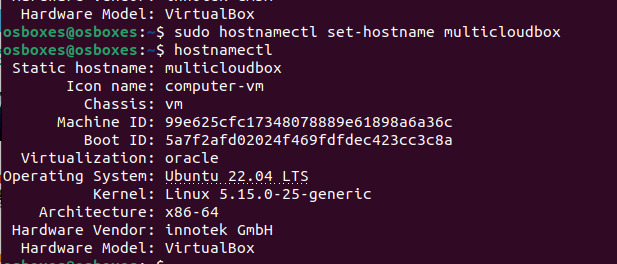 Hardware Model: VirtualBox
osboxes@osboxes:~$ sudo hostnamectl set-hostname multicloudbox
osboxes@osboxes:~$ hostnamectl
Static hostname: multicloudbox
Icon name: computer-vm
Chassis: vm
Machine ID: 99e625cfc17348078889e61898a6a36c
Boot ID: 5a7f2afd02024f469fdfdec423cc3c8a
Virtualization: oracle
Operating System: Ubuntu 22.04 LTS
Kernel: Linux 5.15.0-25-generic
Architecture: x86-64
Hardware Vendor: innotek GmbH
Hardware Model: VirtualBox